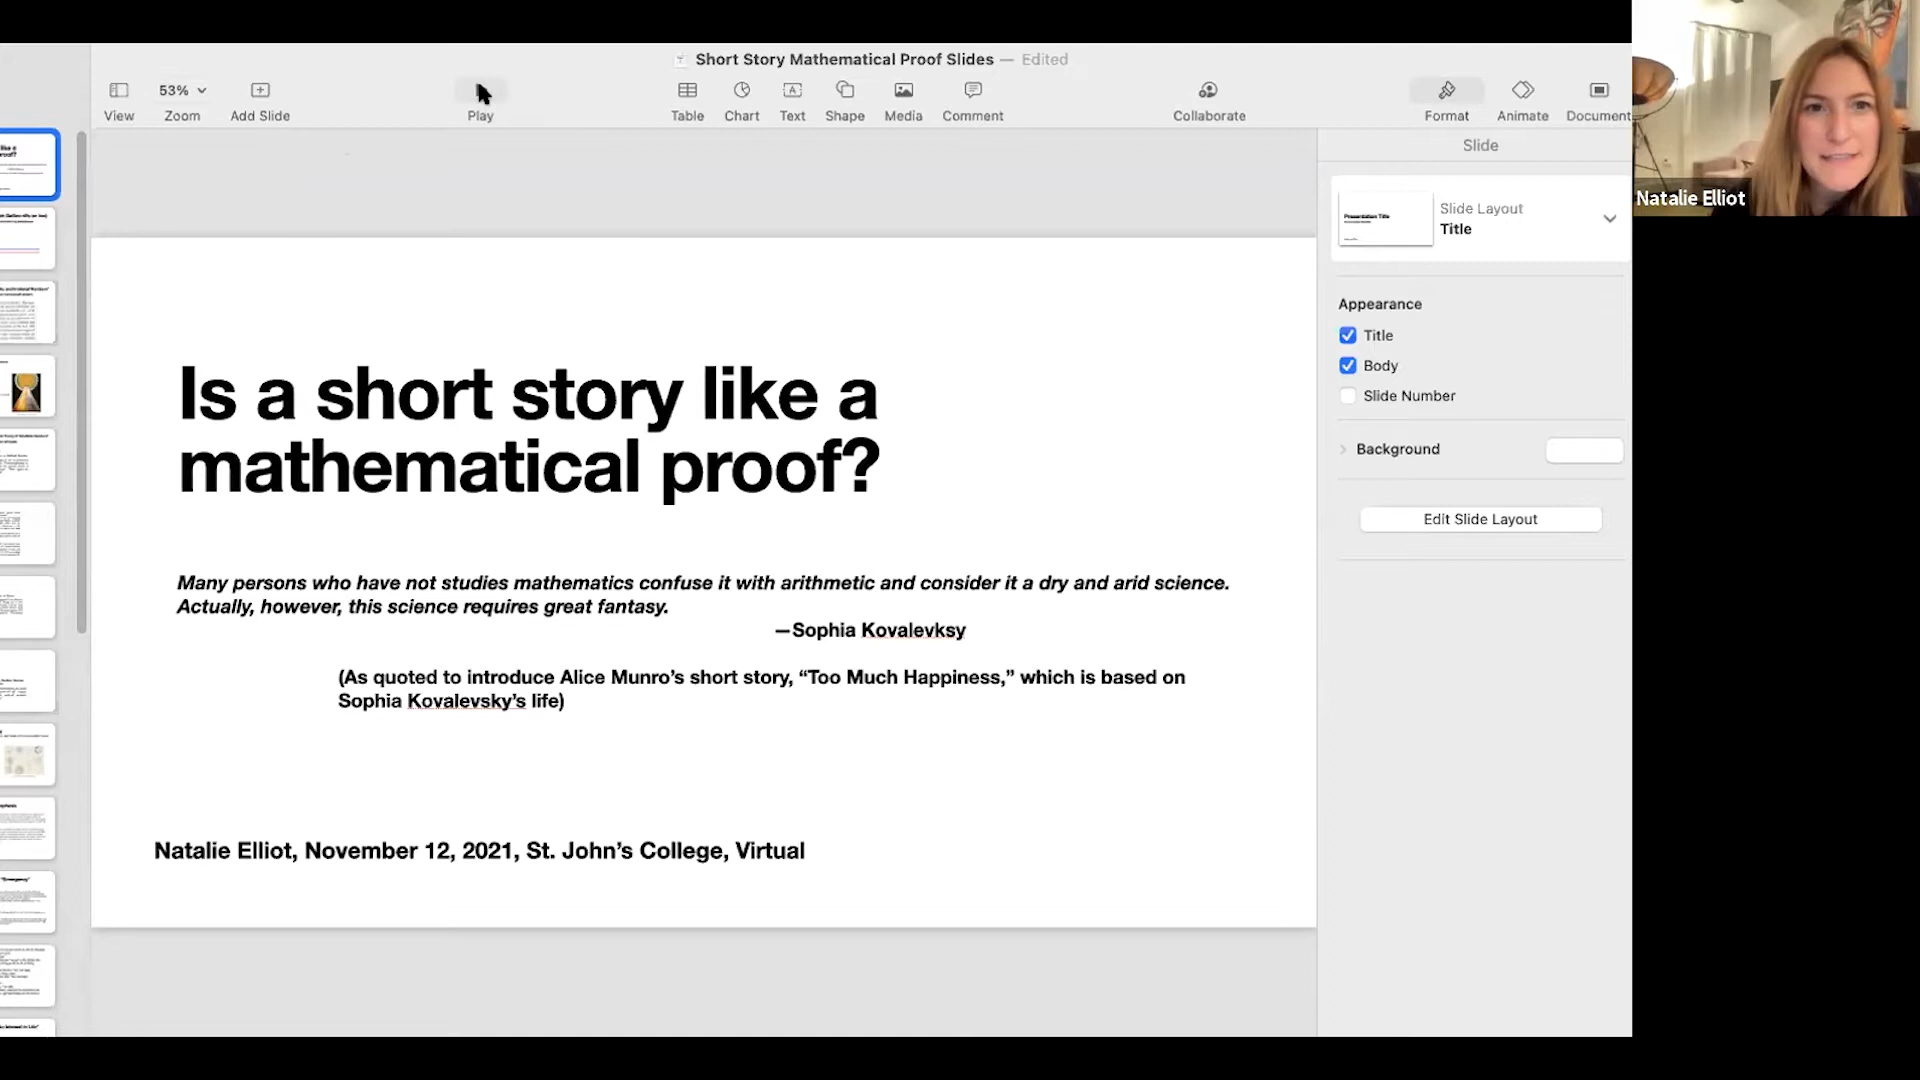 Short Story Mathematical Proof Slides — Edited
53%
View
Zoom
Add Slide
Play
Table
Chart
Text
Shape
Media
Comment
Collaborate
Format
Animate
Document
Slide
Presentation Title
Slide Layout
Title
Appearance
Title
Body
Slide Number
Background
Edit Slide Layout
Natalie Elliot
Is a short story like a
mathematical proof?
Many persons who have not studies mathematics confuse it with arithmetic and consider it a dry and arid science.
Actually, however, this science requires great fantasy.
—Sophia Kovalevksy
(As quoted to introduce Alice Munro’s short story, “Too Much Happiness,” which is based on
Sophia Kovalevsky’s life)
Natalie Elliot, November 12, 2021, St. John’s College, Virtual